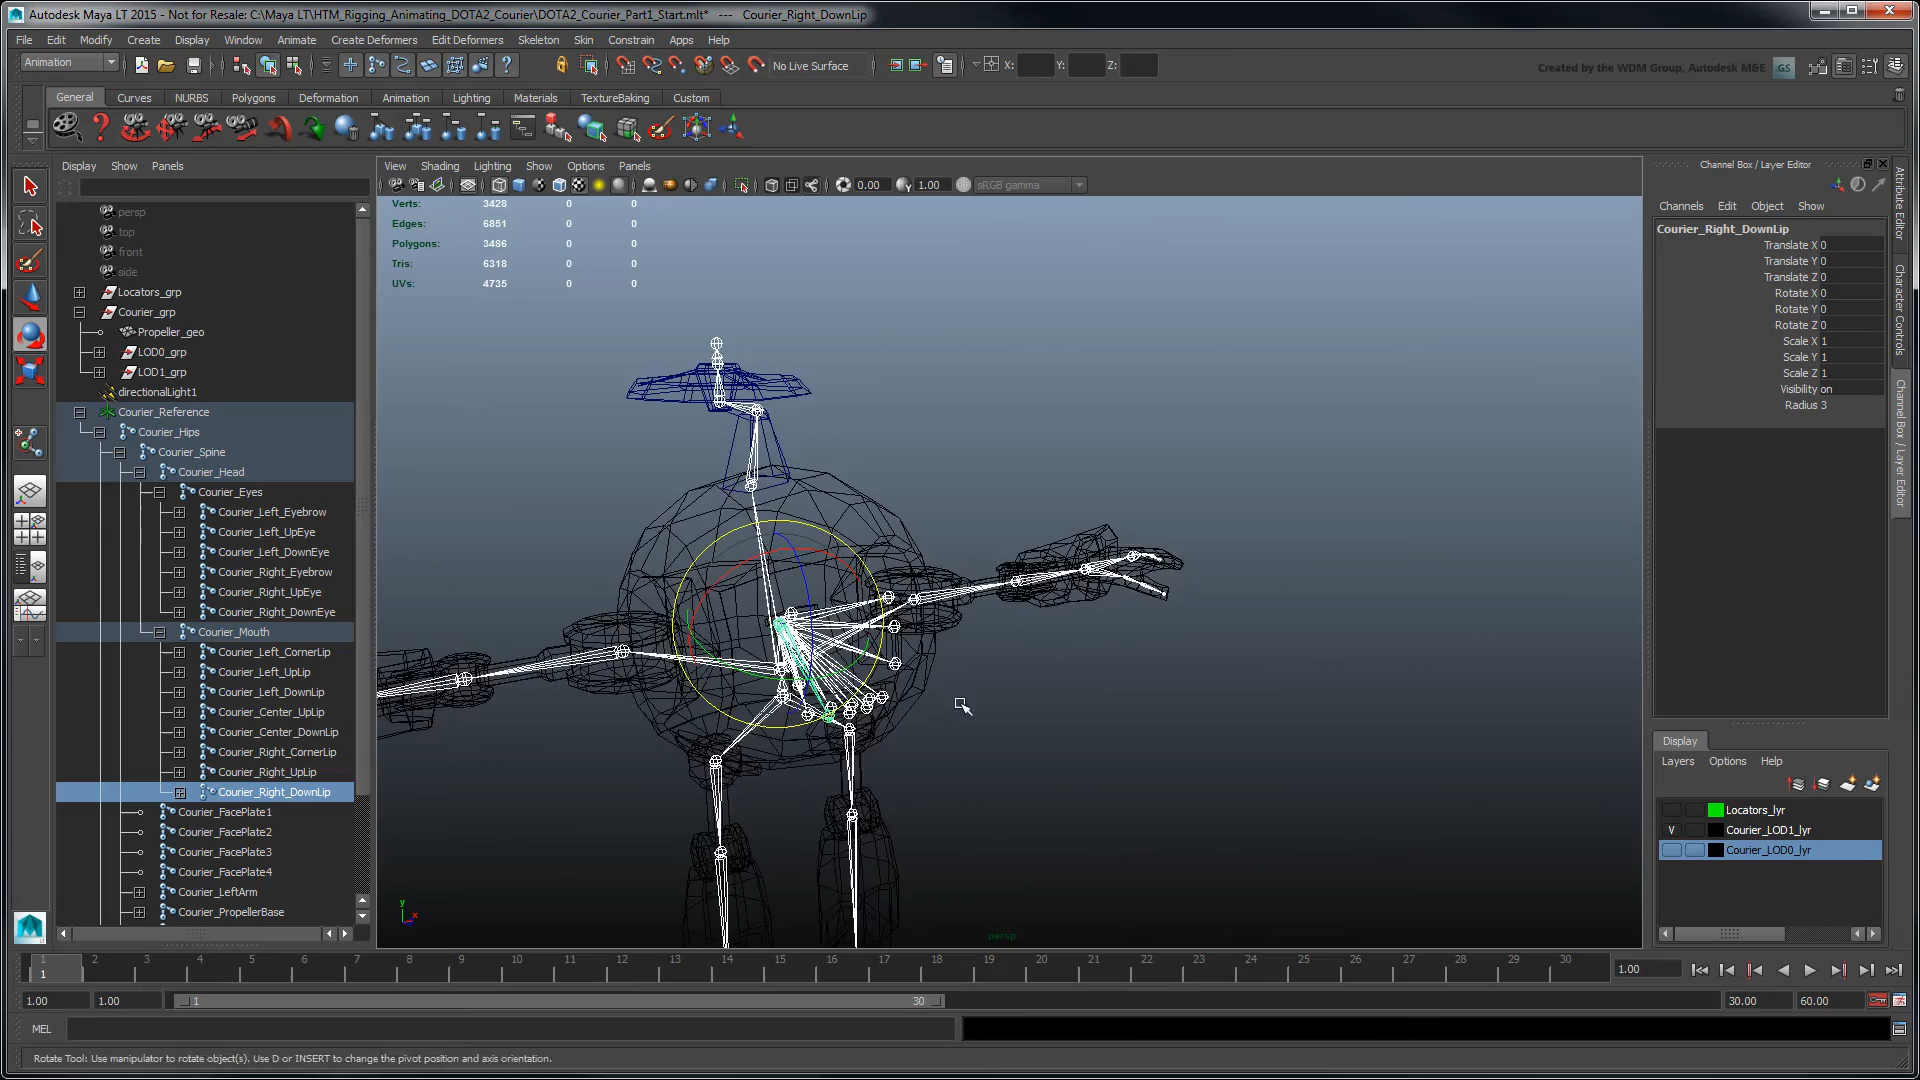 Autodesk Maya LT 2015 - Not for Resale: C:\Maya LT\HTM_Rigging_Animating_DOTA2_Courier\DOTA2_Courier_Part1_Start.mlt* --- Courier_Right_DownLip
File Edit Modify Create Display Window Animate Create Deformers Edit Deformers Skeleton Skin Constrain Apps Help
Animation No Live Surface X: Y: Z: Created by the WDM Group, Autodesk M&E GS
General Curves NURBS Polygons Deformation Animation Lighting Materials TextureBaking Custom
Display Show Panels
persp
top
front
side
Locators_grp
Courier_grp
Propeller_geo
LOD0_grp
LOD1_grp
directionalLight1
Courier_Reference
Courier_Hips
Courier_Spine
Courier_Head
Courier_Eyes
Courier_Left_Eyebrow
Courier_Left_UpEye
Courier_Left_DownEye
Courier_Right_Eyebrow
Courier_Right_UpEye
Courier_Right_DownEye
Courier_Mouth
Courier_Left_CornerLip
Courier_Left_UpLip
Courier_Left_DownLip
Courier_Center_UpLip
Courier_Center_DownLip
Courier_Right_CornerLip
Courier_Right_UpLip
Courier_Right_DownLip
Courier_FacePlate1
Courier_FacePlate2
Courier_FacePlate3
Courier_FacePlate4
Courier_LeftArm
Courier_PropellerBase
View Shading Lighting Show Options Panels
0.00 1.00 sRGB gamma
Verts: 3428 0 0
Edges: 6851 0 0
Polygons: 3486 0 0
Tris: 6318 0 0
UVs: 4735 0 0
y
x
persp
Channel Box / Layer Editor
Channels Edit Object Show
Courier_Right_DownLip
Translate X 0
Translate Y 0
Translate Z 0
Rotate X 0
Rotate Y 0
Rotate Z 0
Scale X 1
Scale Y 1
Scale Z 1
Visibility on
Radius 3
Attribute Editor
Character Controls
Channel Box / Layer Editor
Display
Layers Options Help
Locators_lyr
V Courier_LOD1_lyr
Courier_LOD0_lyr
1 2 3 4 5 6 7 8 9 10 11 12 13 14 15 16 17 18 19 20 21 22 23 24 25 26 27 28 29 30
1 1.00
1.00 1.00 1 30 30.00 60.00
MEL
Rotate Tool: Use manipulator to rotate object(s). Use D or INSERT to change the pivot position and axis orientation.